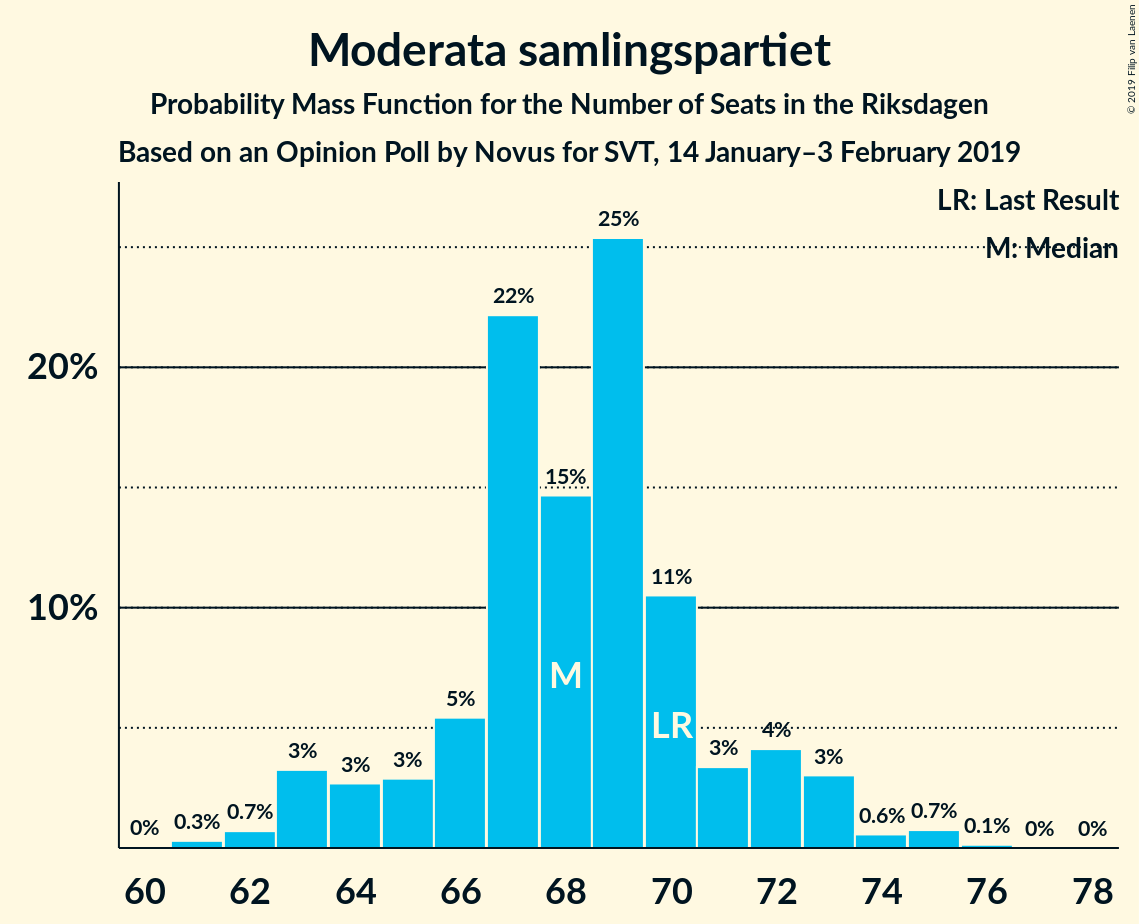 Moderata samlingspartiet
Probability Mass Function for the Number of Seats in the Riksdagen
Based on an Opinion Poll by Novus for SVT, 14 January–3 February 2019
© 2019 Filip van Laenen
LR: Last Result
M: Median
20%
10%
0%
0.3%
0.7%
3%
3%
3%
5%
22%
15%
25%
11%
3%
4%
3%
0.6%
0.7%
0.1%
0%
0%
M
LR
60 62 64 66 68 70 72 74 76 78